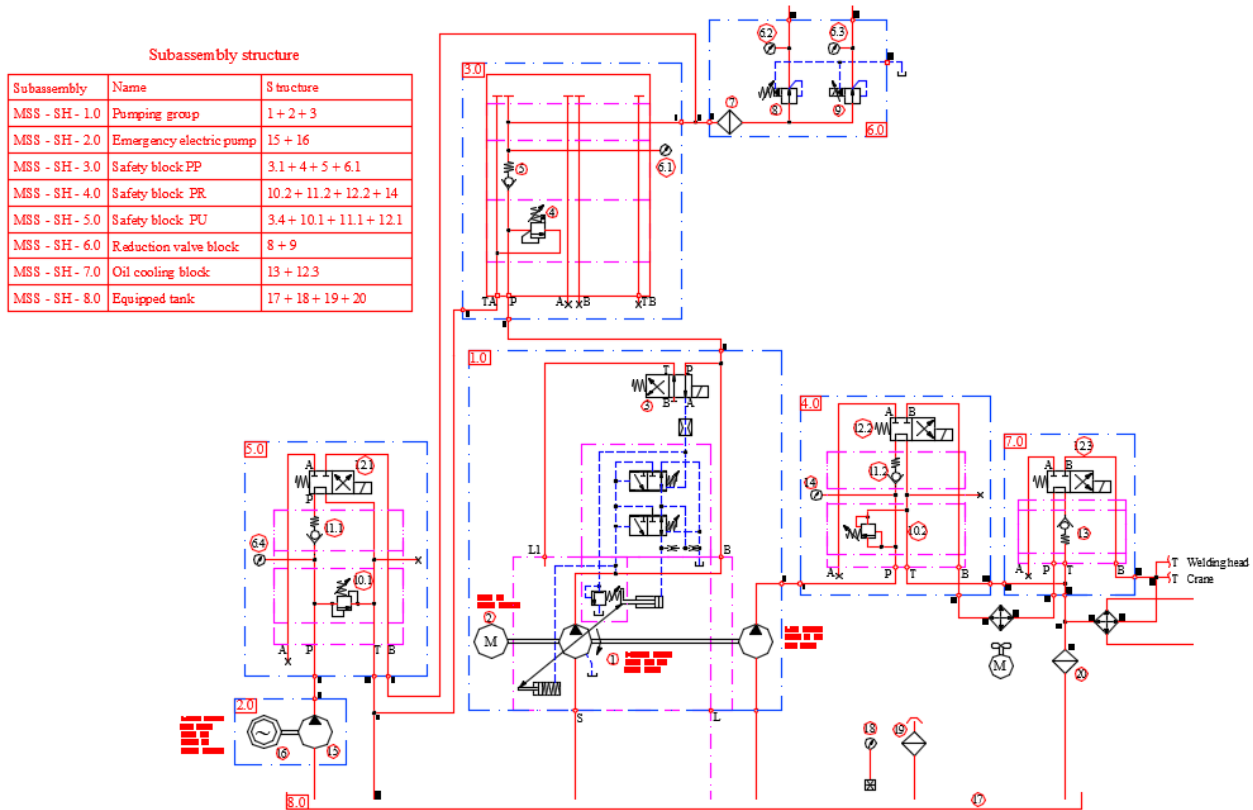 Subassembly structure
Subassembly Name Structure
MSS - SH - 1.0 Pumping group 1 + 2 + 3
MSS - SH - 2.0 Emergency electric pump 15 + 16
MSS - SH - 3.0 Safety block PP 3.1 + 4 + 5 + 6.1
MSS - SH - 4.0 Safety block PR 10.2 + 11.2 + 12.2 + 14
MSS - SH - 5.0 Safety block PU 3.4 + 10.1 + 11.1 + 12.1
MSS - SH - 6.0 Reduction valve block 8 + 9
MSS - SH - 7.0 Oil cooling block 13 + 12.3
MSS - SH - 8.0 Equipped tank 17 + 18 + 19 + 20
6.2 6.3
3.0
7 8 9
6.0
5 6.1
4
TA P A B TB
1.0
T P
3 B A
4.0
A B
12.2
7.0
12.3
A B
5.0
A 12.1
P
11.2
14
10.2
13
11.1
6.4
10.1
L1 B
A P T B
A P T B
T Welding head
T Crane
2
M
1
M
20
A P T B
2.0
S L
16 15
18 19
8.0
17